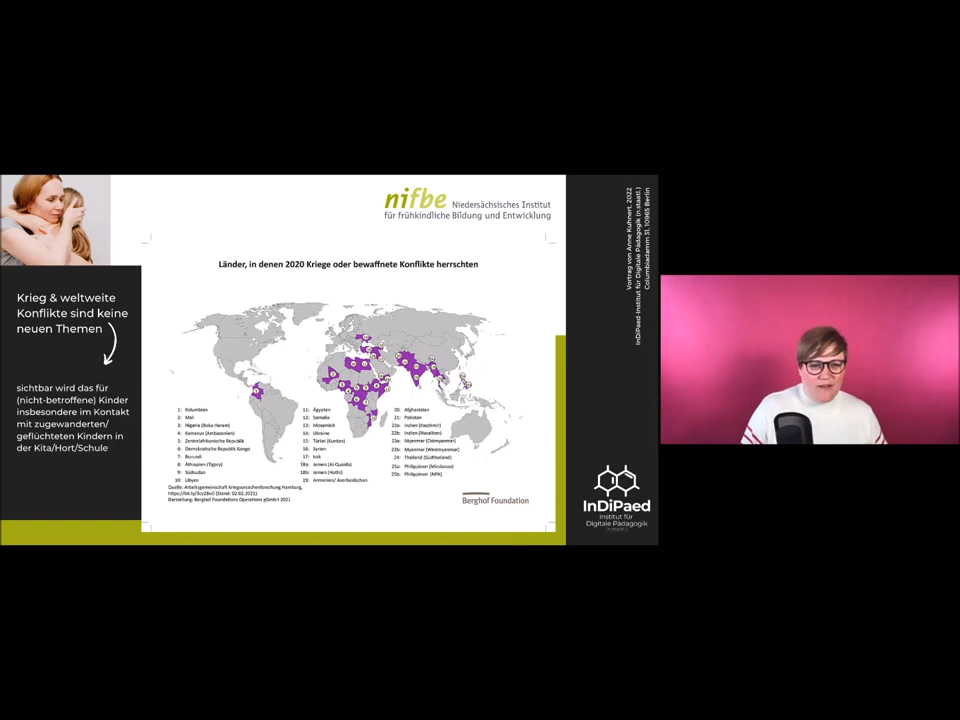 nifbe Niedersächsisches Institut
für frühkindliche Bildung und Entwicklung
Krieg & weltweite
Konflikte sind keine
neuen Themen
sichtbar wird das für
(nicht-betroffene) Kinder
insbesondere im Kontakt
mit zugewanderten/
geflüchteten Kindern in
der Kita/Hort/Schule
Länder, in denen 2020 Kriege oder bewaffnete Konflikte herrschten
1: Kolumbien
2: Mali
3: Nigeria (Boko Haram)
4: Kamerun (Ambazonien)
5: Zentralafrikanische Republik
6: Demokratische Republik Kongo
7: Burundi
8: Äthiopien (Tigray)
9: Südsudan
10: Libyen
11: Ägypten
12: Somalia
13: Mosambik
14: Ukraine
15: Türkei (Kurden)
16: Syrien
17: Irak
18a: Jemen (Al-Quaida)
18b: Jemen (Huthi)
19: Armenien/ Aserbaidschan
20: Afghanistan
21: Pakistan
22a: Indien (Kaschmir)
22b: Indien (Naxaliten)
23a: Myanmar (Ostmyanmar)
23b: Myanmar (Westmyanmar)
24: Thailand (Südthailand)
25a: Philippinen (Mindanao)
25b: Philippinen (NPA)
Quelle: Arbeitsgemeinschaft Kriegsursachenforschung Hamburg,
(Stand: 02.02.2021).
Darstellung: Berghof Foundation Operations gGmbH 2021
Berghof Foundation
Vortrag von Anne Kuhnert, 2022
InDiPaed-Institut für Digitale Pädagogik (n.staatl.)
Columbiadamm 31, 10965 Berlin
InDiPaed
Institut für
Digitale Pädagogik